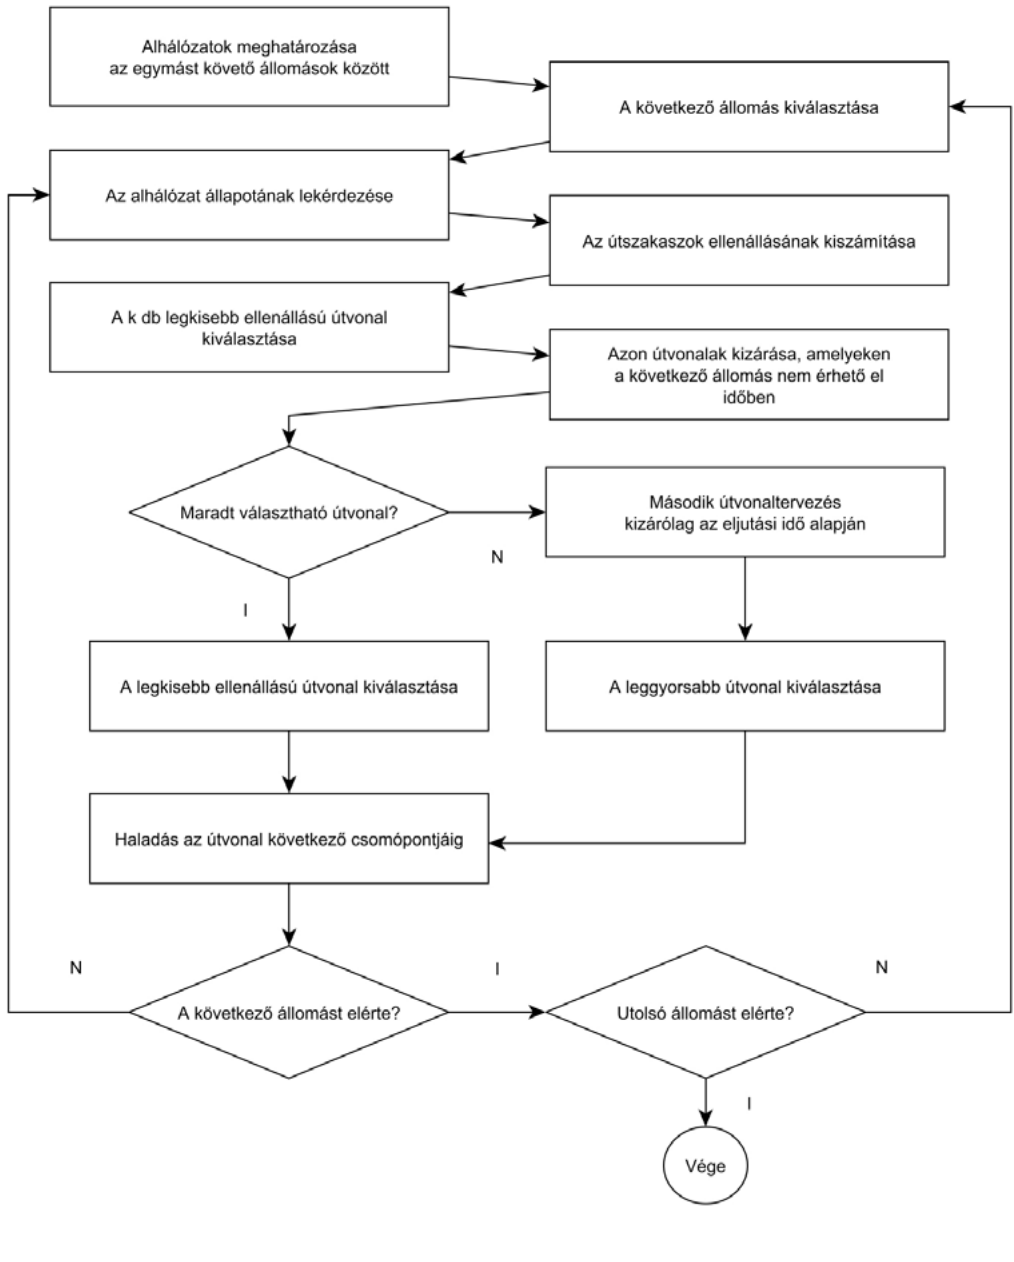 Alhálózatok meghatározása
az egymást követő állomások között
A következő állomás kiválasztása
Az alhálózat állapotának lekérdezése
Az útszakaszok ellenállásának kiszámítása
A k db legkisebb ellenállású útvonal
kiválasztása
Azon útvonalak kizárása, amelyeken
a következő állomás nem érhető el
időben
Maradt választható útvonal?
Második útvonaltervezés
kizárólag az eljutási idő alapján
N
I
A legkisebb ellenállású útvonal kiválasztása
A leggyorsabb útvonal kiválasztása
Haladás az útvonal következő csomópontjáig
N
I
N
A következő állomást elérte?
Utolsó állomást elérte?
I
Vége